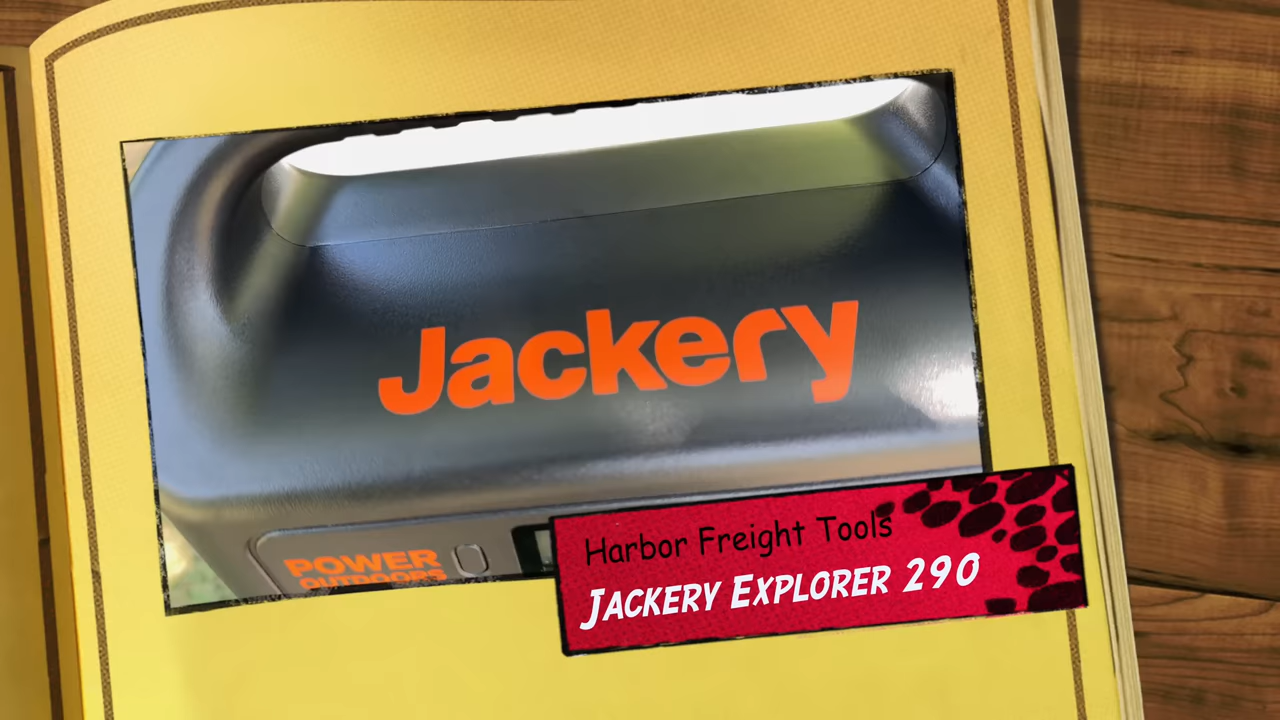 Jackery
POWER
OUTDOORS
Harbor Freight Tools
JACKERY EXPLORER 290